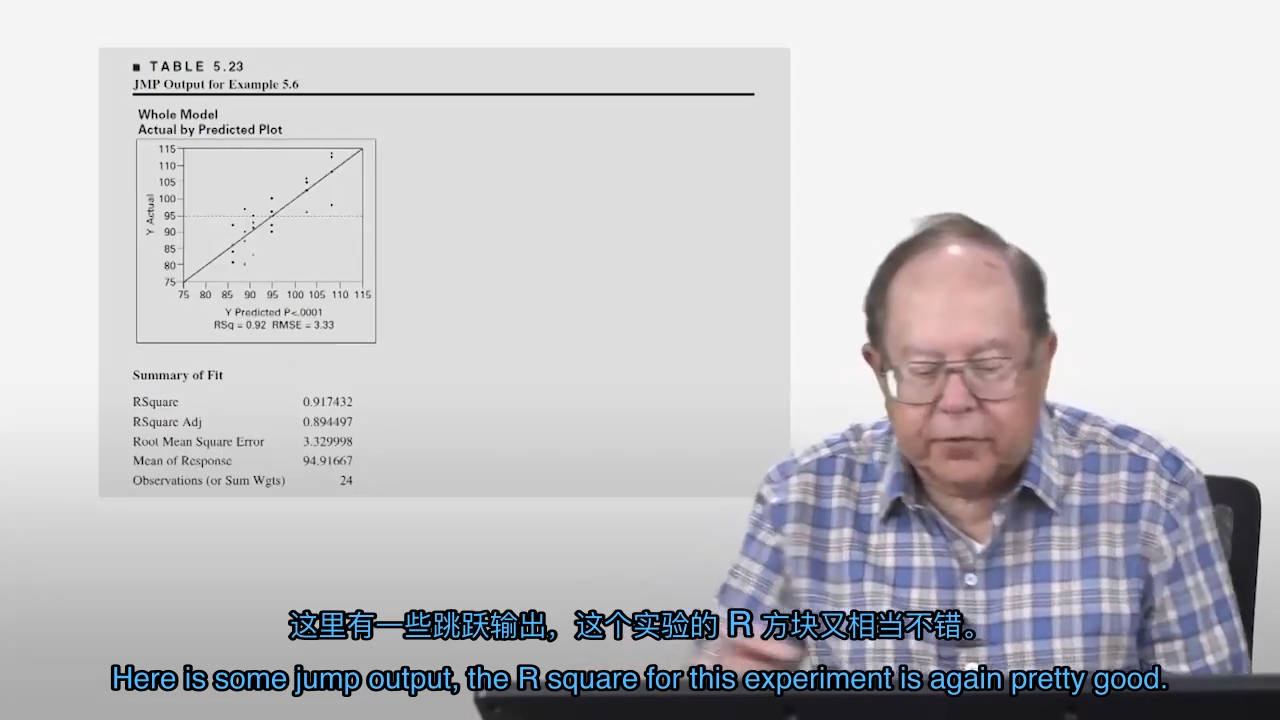 ■ TABLE 5.23
JMP Output for Example 5.6
Whole Model
Actual by Predicted Plot
115
110
105
100
95
90
85
80
75
Y Actual
75 80 85 90 95 100 105 110 115
Y Predicted P<.0001
RSq = 0.92 RMSE = 3.33
Summary of Fit
RSquare 0.917432
RSquare Adj 0.894497
Root Mean Square Error 3.329998
Mean of Response 94.91667
Observations (or Sum Wgts) 24
这里有一些跳跃输出，这个实验的 R 方块又相当不错。
Here is some jump output, the R square for this experiment is again pretty good.